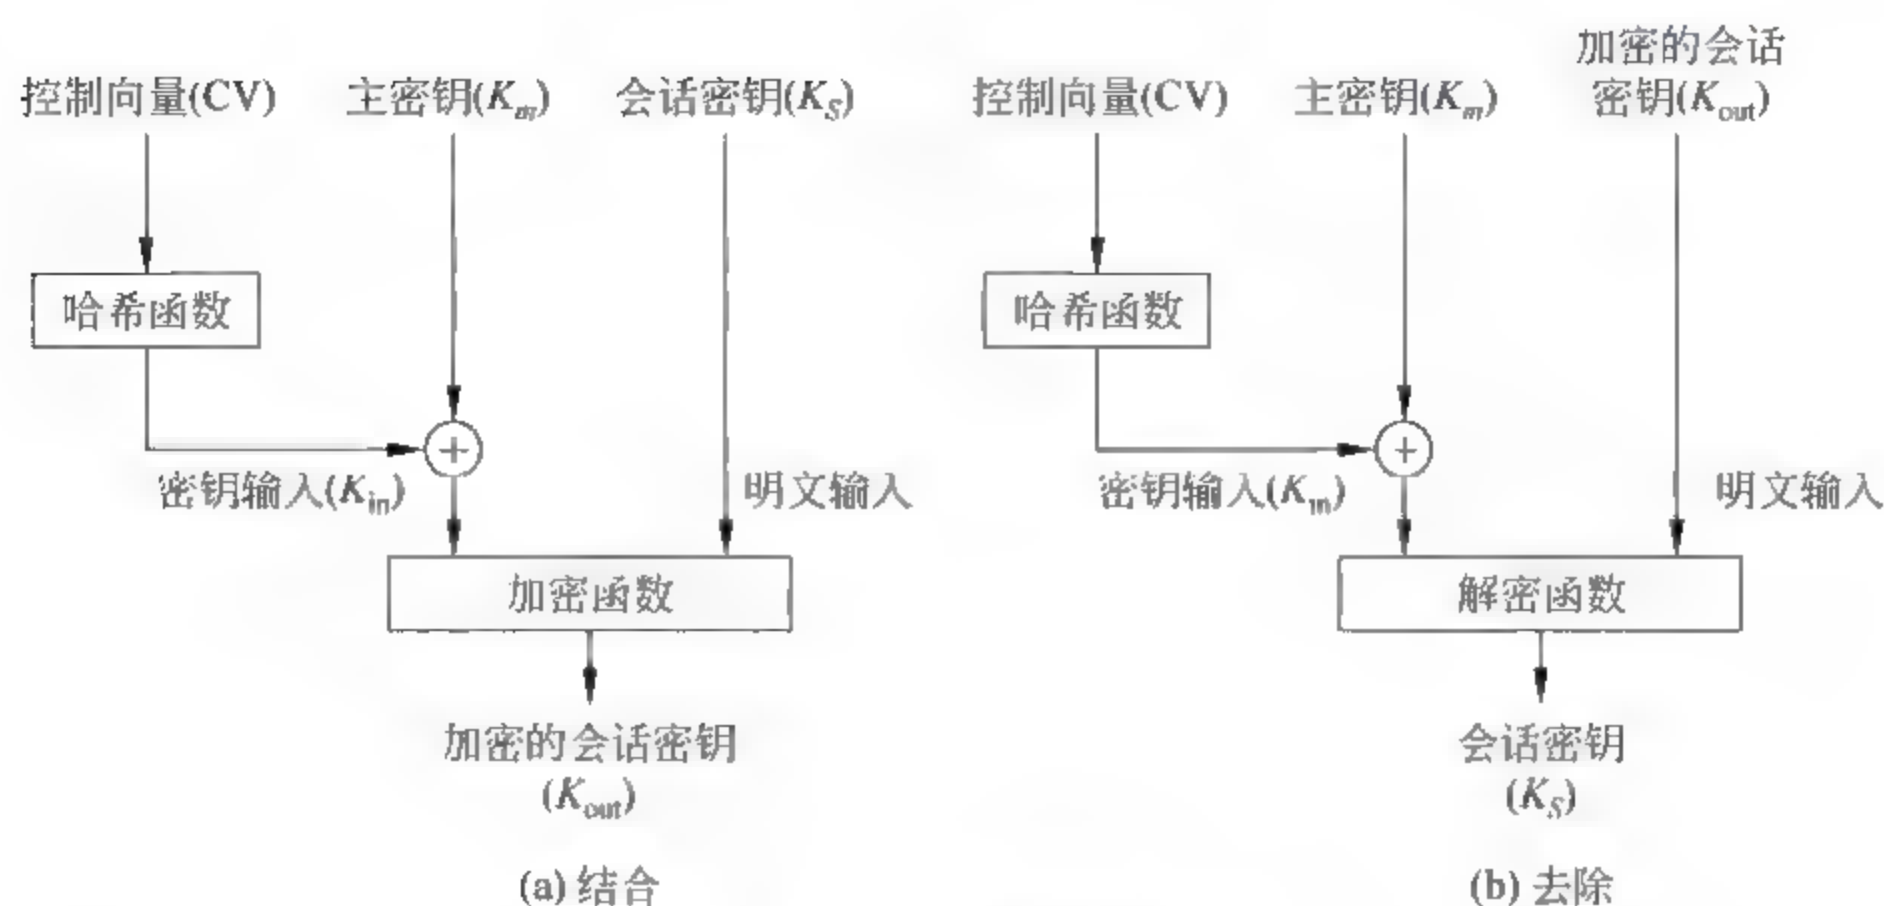 控制向量(CV)
主密钥(Km)
会话密钥(KS)
哈希函数
+
密钥输入(Kin)
明文输入
加密函数
加密的会话密钥
(Kout)
(a) 结合
控制向量(CV)
主密钥(Km)
加密的会话
密钥(Kout)
哈希函数
+
密钥输入(Kin)
明文输入
解密函数
会话密钥
(KS)
(b) 去除